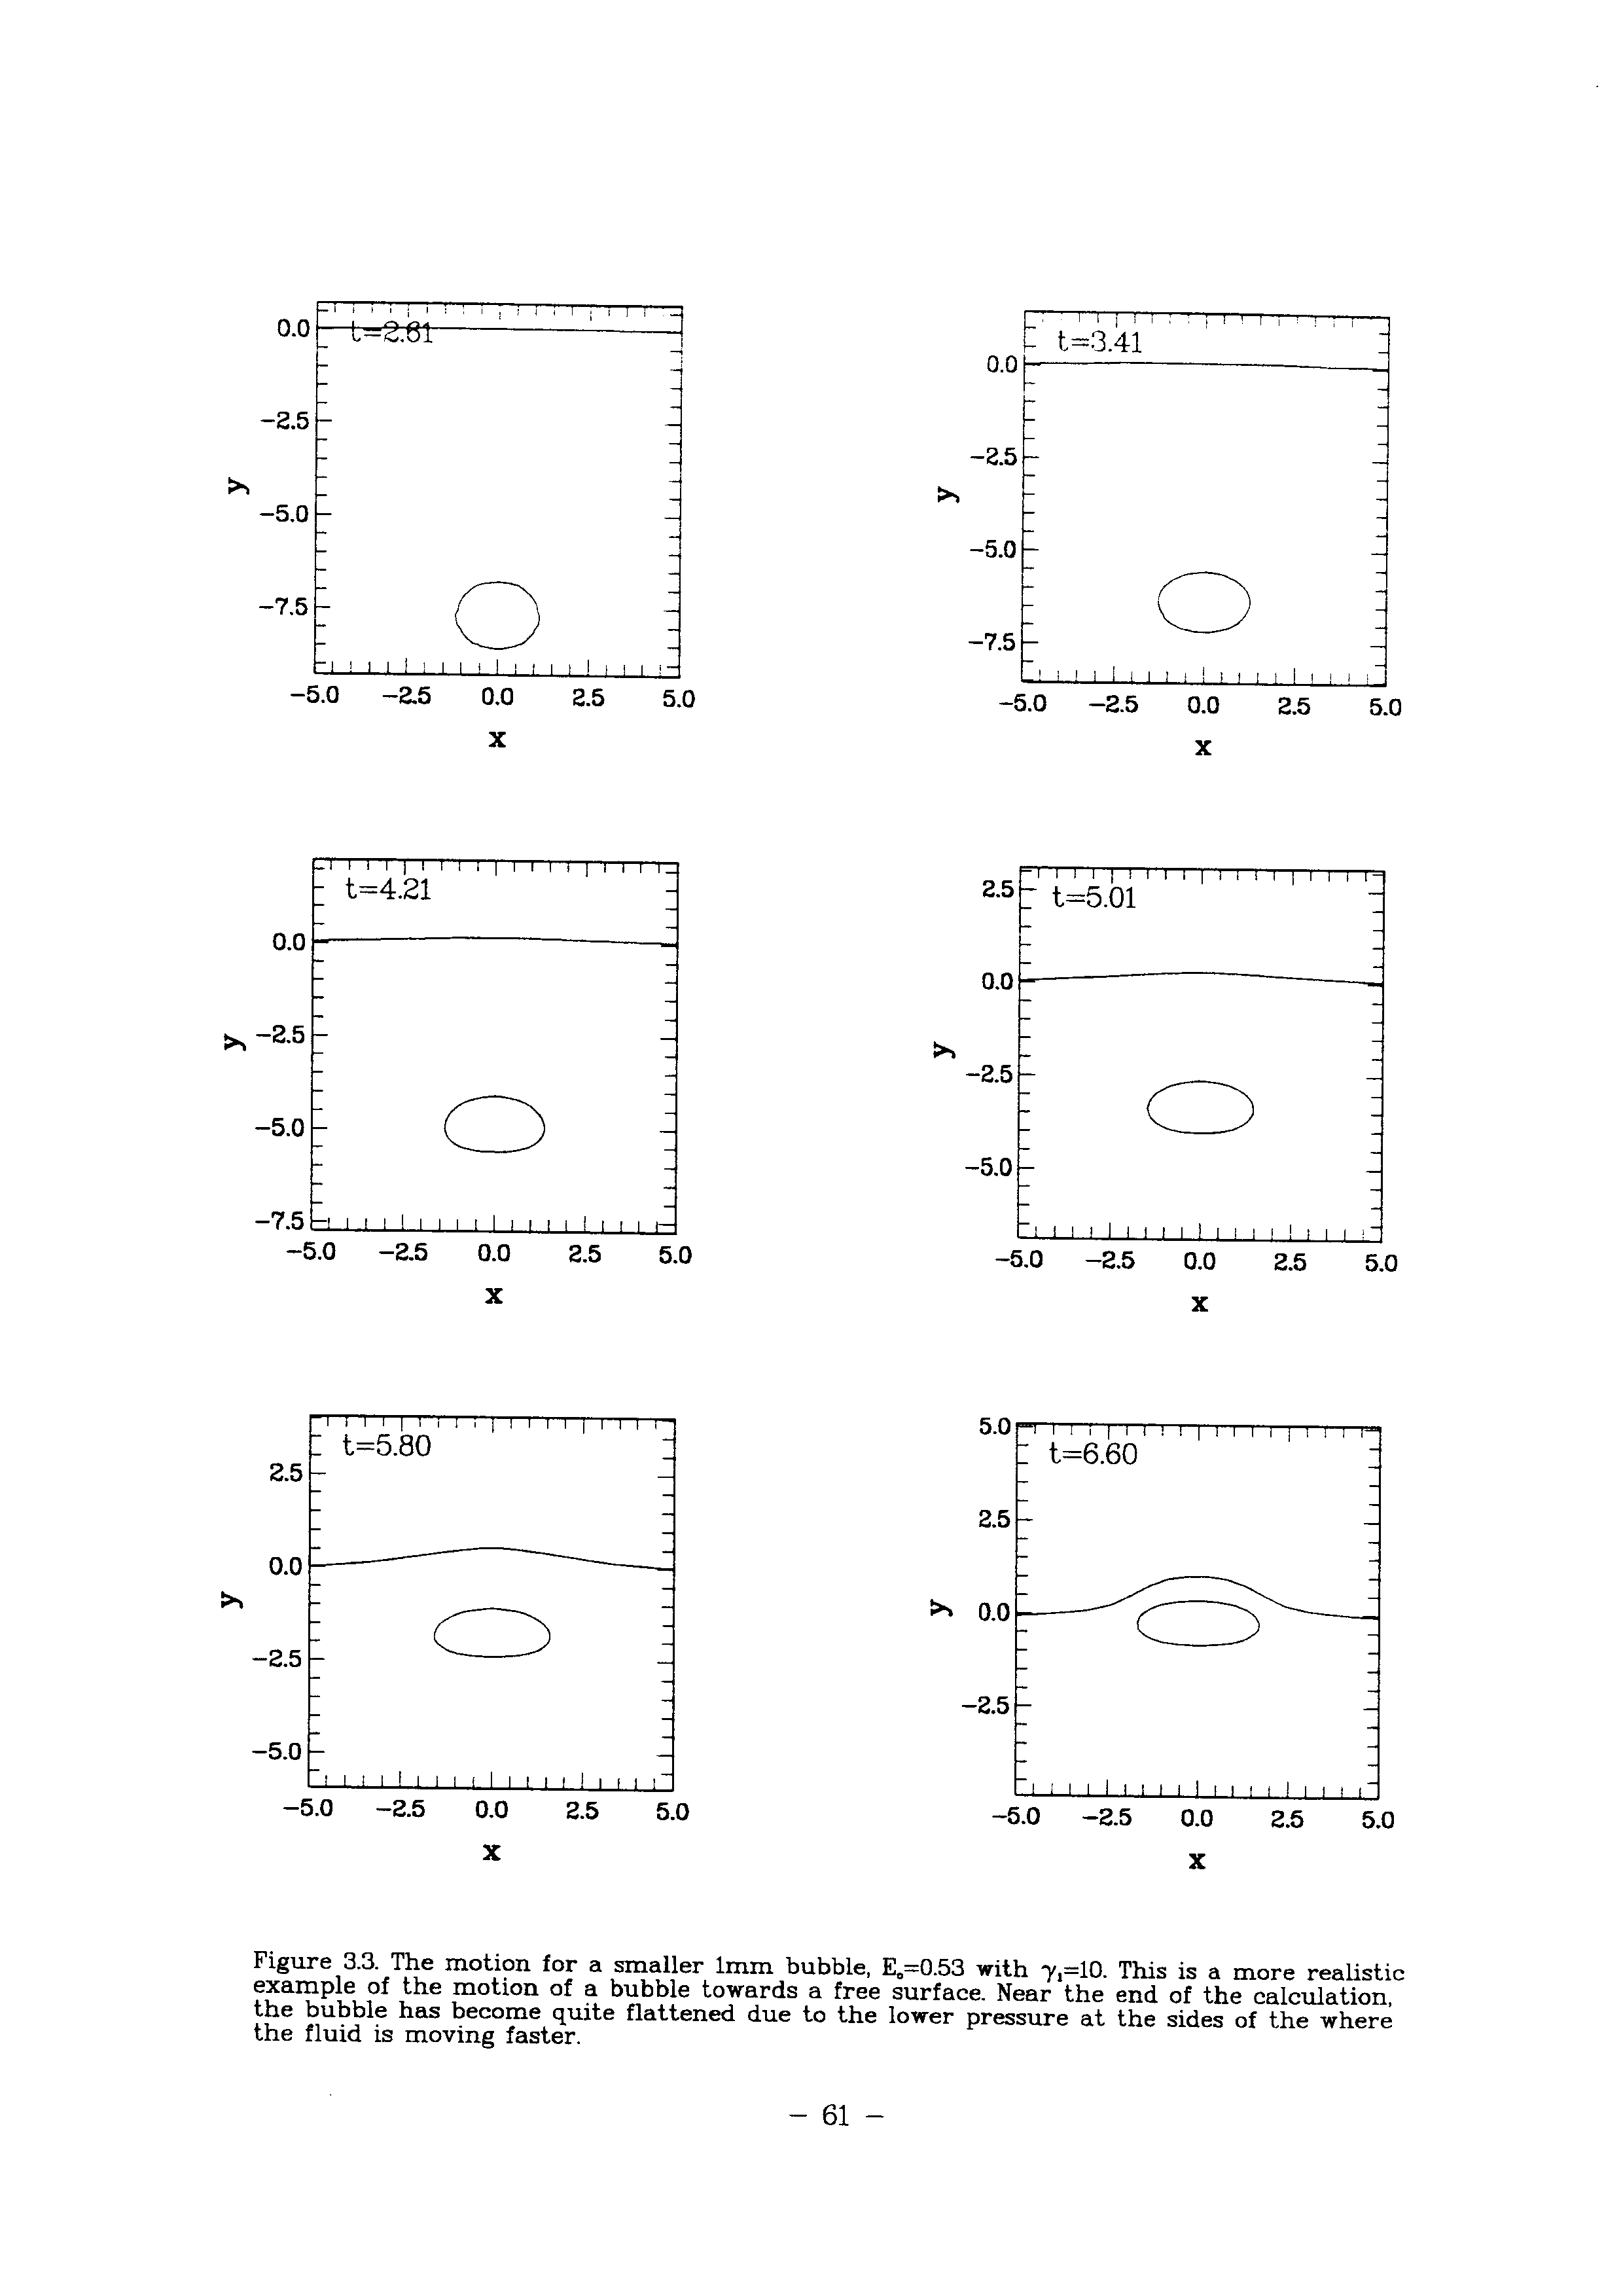 t=2.61
0.0
−2.5
−5.0
−7.5
y
−5.0 −2.5 0.0 2.5 5.0
x
t=3.41
0.0
−2.5
−5.0
−7.5
y
−5.0 −2.5 0.0 2.5 5.0
x
t=4.21
0.0
−2.5
−5.0
−7.5
y
−5.0 −2.5 0.0 2.5 5.0
x
t=5.01
2.5
0.0
−2.5
−5.0
y
−5.0 −2.5 0.0 2.5 5.0
x
t=5.80
2.5
0.0
−2.5
−5.0
y
−5.0 −2.5 0.0 2.5 5.0
x
t=6.60
5.0
2.5
0.0
−2.5
y
−5.0 −2.5 0.0 2.5 5.0
x
Figure 3.3. The motion for a smaller 1mm bubble, E₀=0.53 with γ₁=10. This is a more realistic
example of the motion of a bubble towards a free surface. Near the end of the calculation,
the bubble has become quite flattened due to the lower pressure at the sides of the where
the fluid is moving faster.
− 61 −